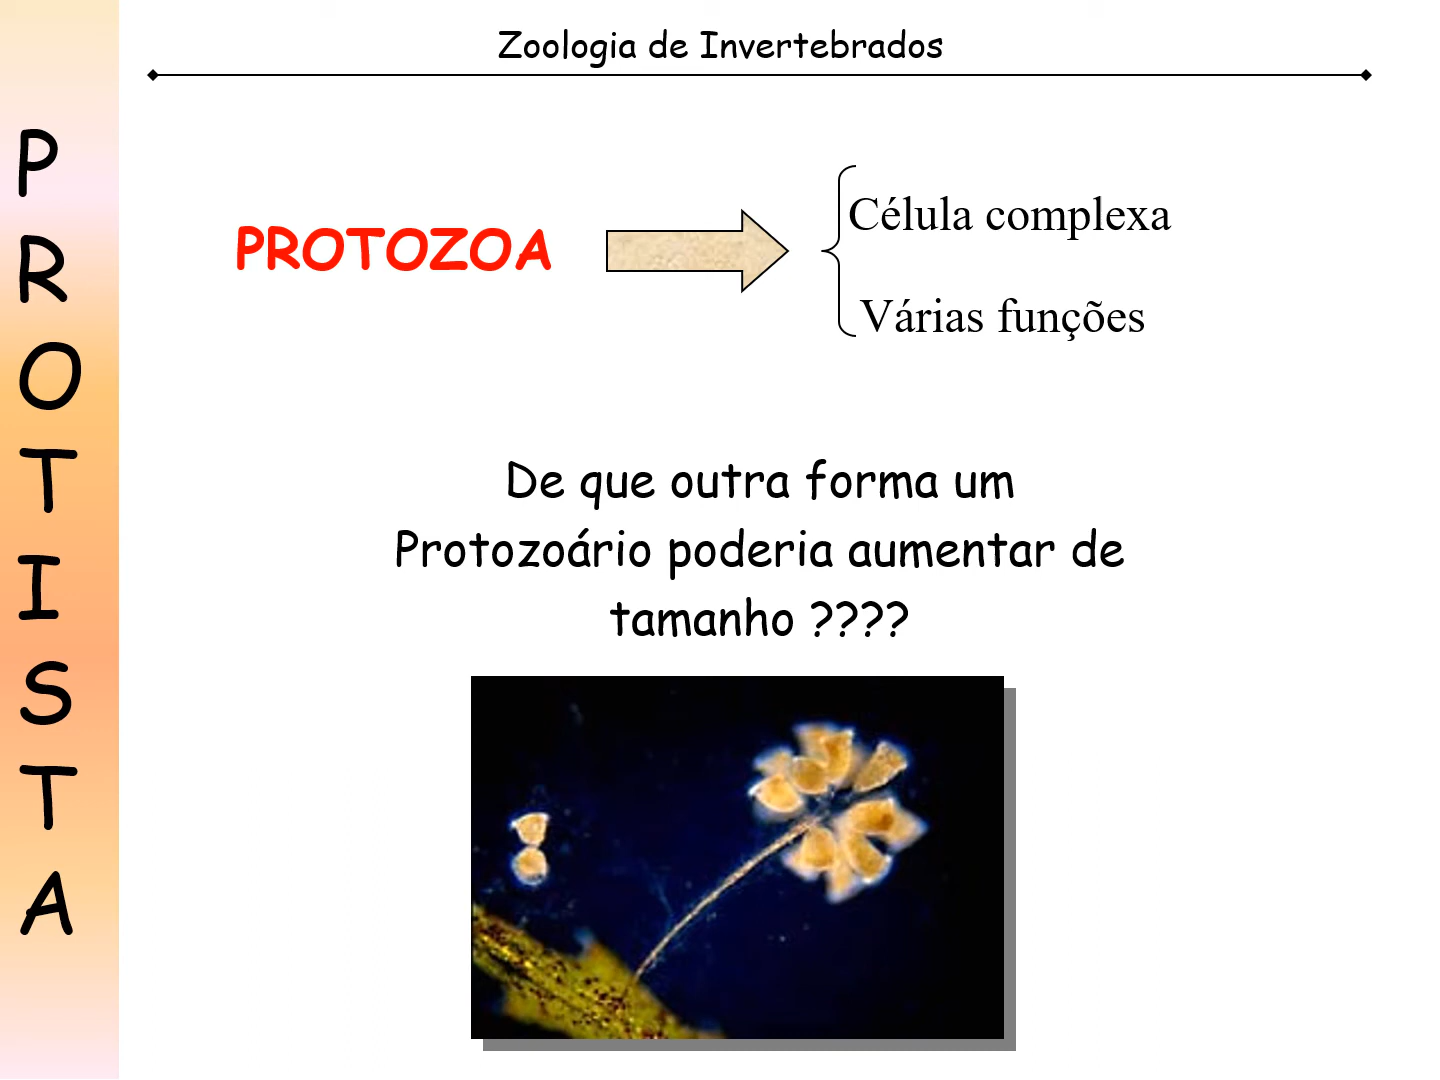 Zoologia de Invertebrados
P
R
O
T
I
S
T
A
PROTOZOA
Célula complexa
Várias funções
De que outra forma um
Protozoário poderia aumentar de
tamanho ????